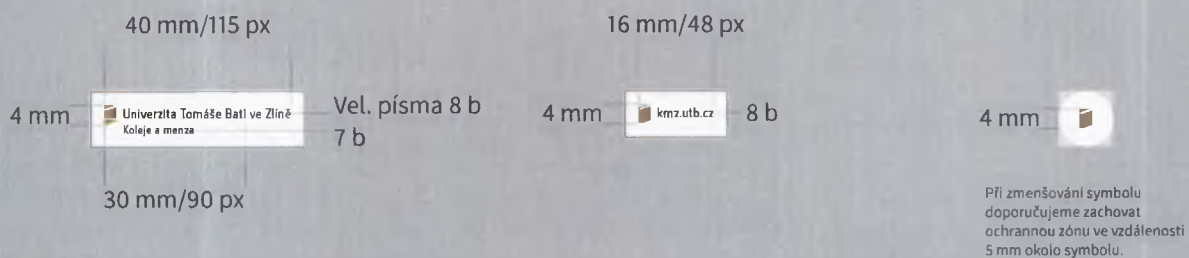 40 mm/115 px
4 mm
Univerzita Tomáše Bati ve Zlíně
Koleje a menza
Vel. písma 8 b
7 b
30 mm/90 px
16 mm/48 px
4 mm
kmz.utb.cz
8 b
4 mm
Při zmenšování symbolu
doporučujeme zachovat
ochrannou zónu ve vzdálenosti
5 mm okolo symbolu.